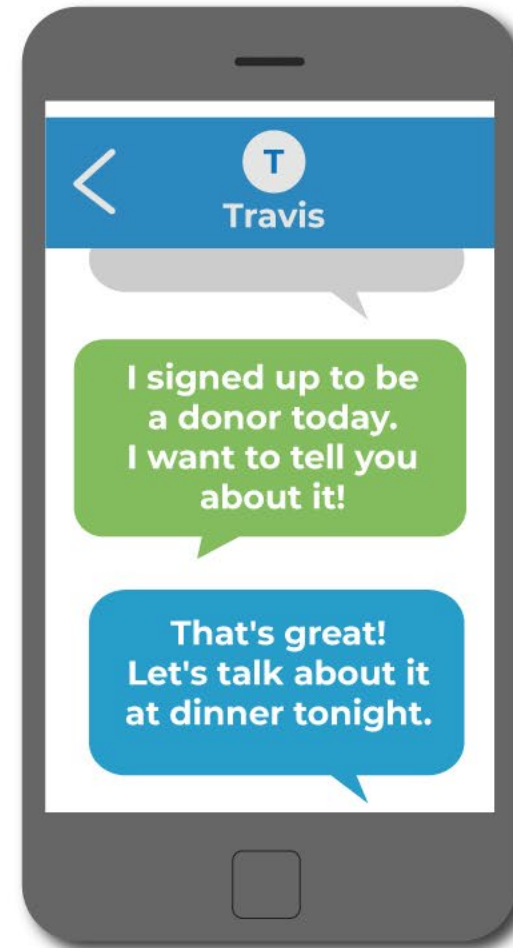 T
Travis
I signed up to be
a donor today.
I want to tell you
about it!
That's great!
Let's talk about it
at dinner tonight.